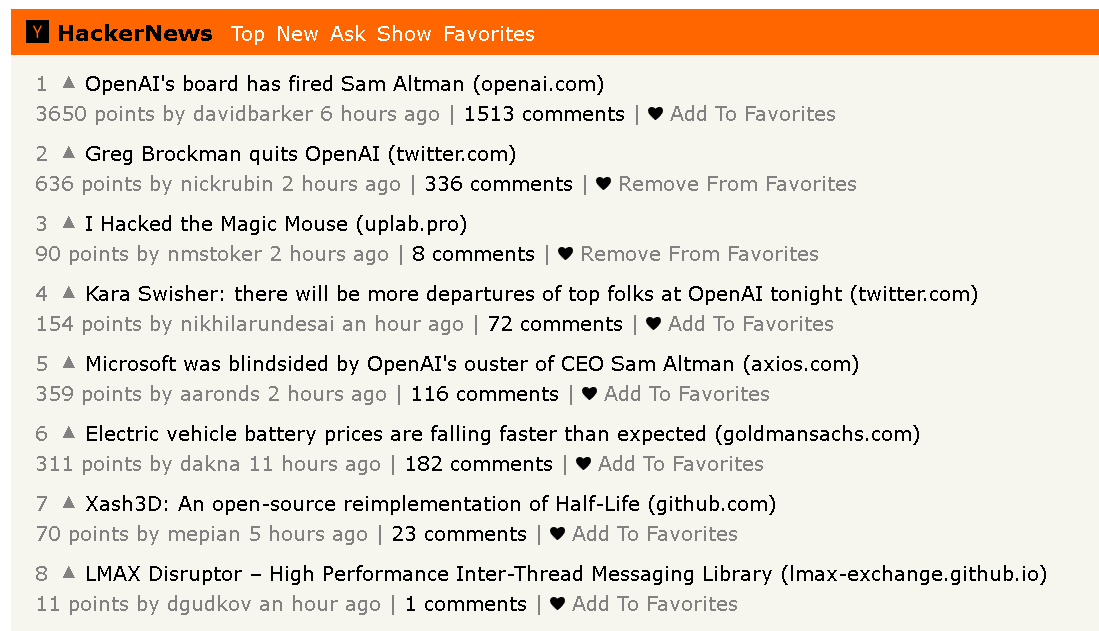 Y HackerNews Top New Ask Show Favorites
1 ▲ OpenAI's board has fired Sam Altman (openai.com)
3650 points by davidbarker 6 hours ago | 1513 comments | ♥ Add To Favorites
2 ▲ Greg Brockman quits OpenAI (twitter.com)
636 points by nickrubin 2 hours ago | 336 comments | ♥ Remove From Favorites
3 ▲ I Hacked the Magic Mouse (uplab.pro)
90 points by nmstoker 2 hours ago | 8 comments | ♥ Remove From Favorites
4 ▲ Kara Swisher: there will be more departures of top folks at OpenAI tonight (twitter.com)
154 points by nikhilarundesai an hour ago | 72 comments | ♥ Add To Favorites
5 ▲ Microsoft was blindsided by OpenAI's ouster of CEO Sam Altman (axios.com)
359 points by aaronds 2 hours ago | 116 comments | ♥ Add To Favorites
6 ▲ Electric vehicle battery prices are falling faster than expected (goldmansachs.com)
311 points by dakna 11 hours ago | 182 comments | ♥ Add To Favorites
7 ▲ Xash3D: An open-source reimplementation of Half-Life (github.com)
70 points by mepian 5 hours ago | 23 comments | ♥ Add To Favorites
8 ▲ LMAX Disruptor – High Performance Inter-Thread Messaging Library (lmax-exchange.github.io)
11 points by dgudkov an hour ago | 1 comments | ♥ Add To Favorites